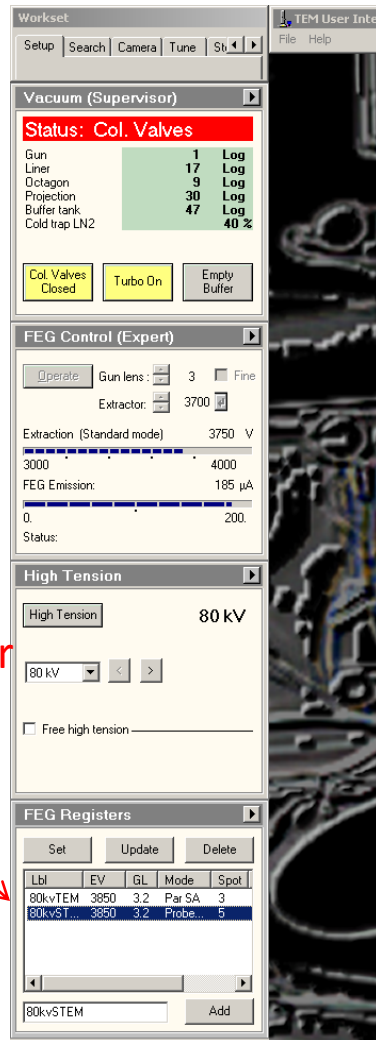 Workset
TEM User Inte
Setup Search Camera Tune
File Help
Vacuum (Supervisor)
Status: Col. Valves
Gun 1 Log
Liner 17 Log
Octagon 9 Log
Projection 30 Log
Buffer tank 47 Log
Cold trap LN2 40 %
Col. Valves Closed Turbo On Empty Buffer
FEG Control (Expert)
Operate Gun lens : 3 Fine
Extractor: 3700
Extraction (Standard mode) 3750 V
3000 4000
FEG Emission: 185 µA
0. 200.
Status:
High Tension
High Tension 80 kV
r
80 kV < >
Free high tension
FEG Registers
Set Update Delete
Lbl EV GL Mode Spot
80kvTEM 3850 3.2 Par SA 3
80kvST... 3850 3.2 Probe... 5
80kvSTEM Add